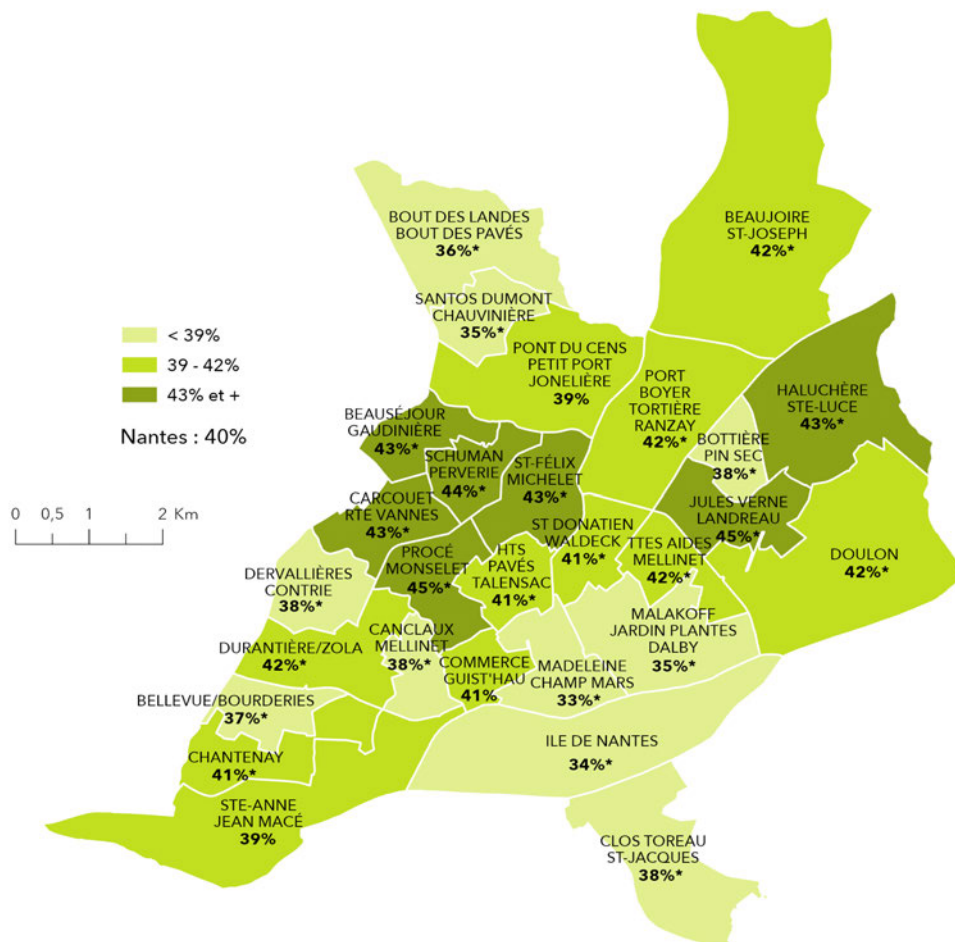 BOUT DES LANDES
BOUT DES PAVÉS
36%*
BEAUJOIRE
ST-JOSEPH
42%*
SANTOS DUMONT
CHAUVINIÈRE
35%*
< 39%
39 - 42%
43% et +
Nantes : 40%
0 0,5 1 2 Km
PONT DU CENS
PETIT PORT
JONELIÈRE
39%
PORT
BOYER
TORTIÈRE
RANZAY
42%*
HALUCHÈRE
STE-LUCE
43%*
BEAUSÉJOUR
GAUDINIÈRE
43%*
SCHUMAN
PERVERIE
44%*
ST-FÉLIX
MICHELET
43%*
BOTTIÈRE
PIN SEC
38%*
CARCOUET
RTE VANNES
43%*
JULES VERNE
LANDREAU
45%*
ST DONATIEN
WALDECK
41%*
TTES AIDES
MELLINET
42%*
DOULON
42%*
PROCÉ
MONSELET
45%*
HTS
PAVÉS
TALENSAC
41%*
DERVALLIÈRES
CONTRIE
38%*
MALAKOFF
JARDIN PLANTES
DALBY
35%*
DURANTIÈRE/ZOLA
42%*
CANCLAUX
MELLINET
38%*
COMMERCE
GUIST'HAU
41%
MADELEINE
CHAMP MARS
33%*
BELLEVUE/BOURDERIES
37%*
ILE DE NANTES
34%*
CHANTENAY
41%*
STE-ANNE
JEAN MACÉ
39%
CLOS TOREAU
ST-JACQUES
38%*